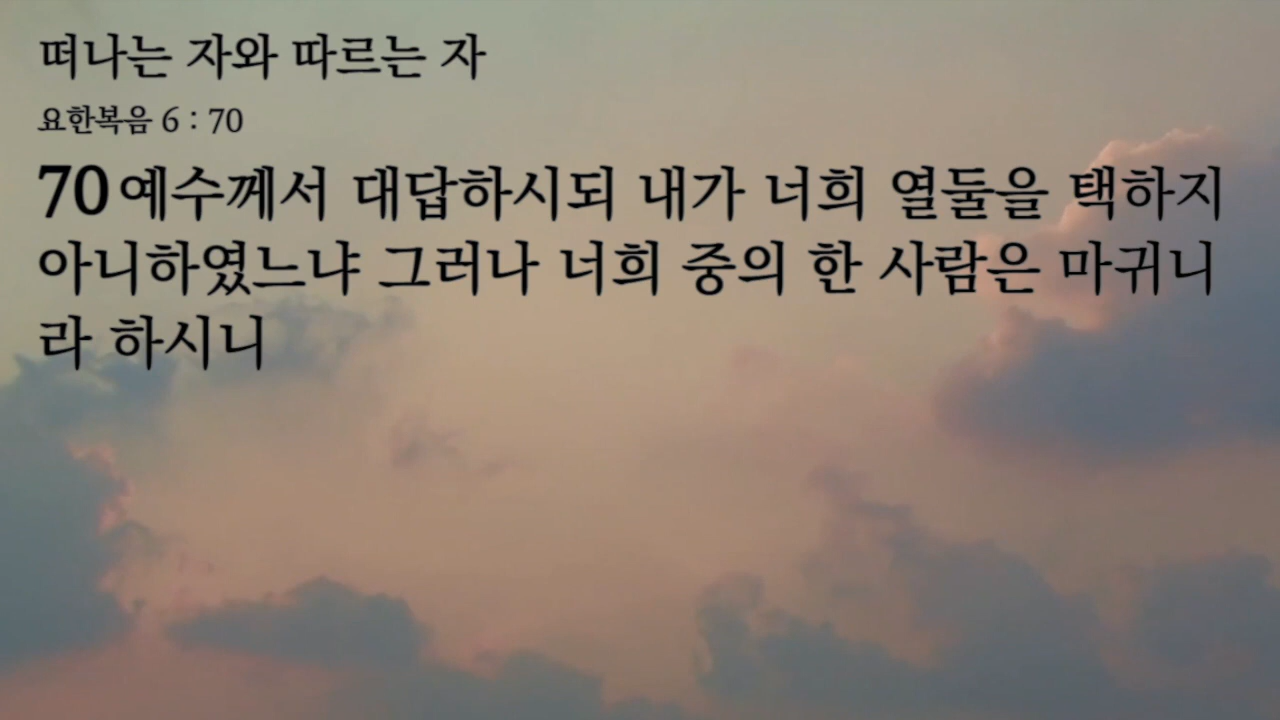 떠나는 자와 따르는 자
요한복음 6 : 70
70 예수께서 대답하시되 내가 너희 열둘을 택하지
아니하였느냐 그러나 너희 중의 한 사람은 마귀니
라 하시니